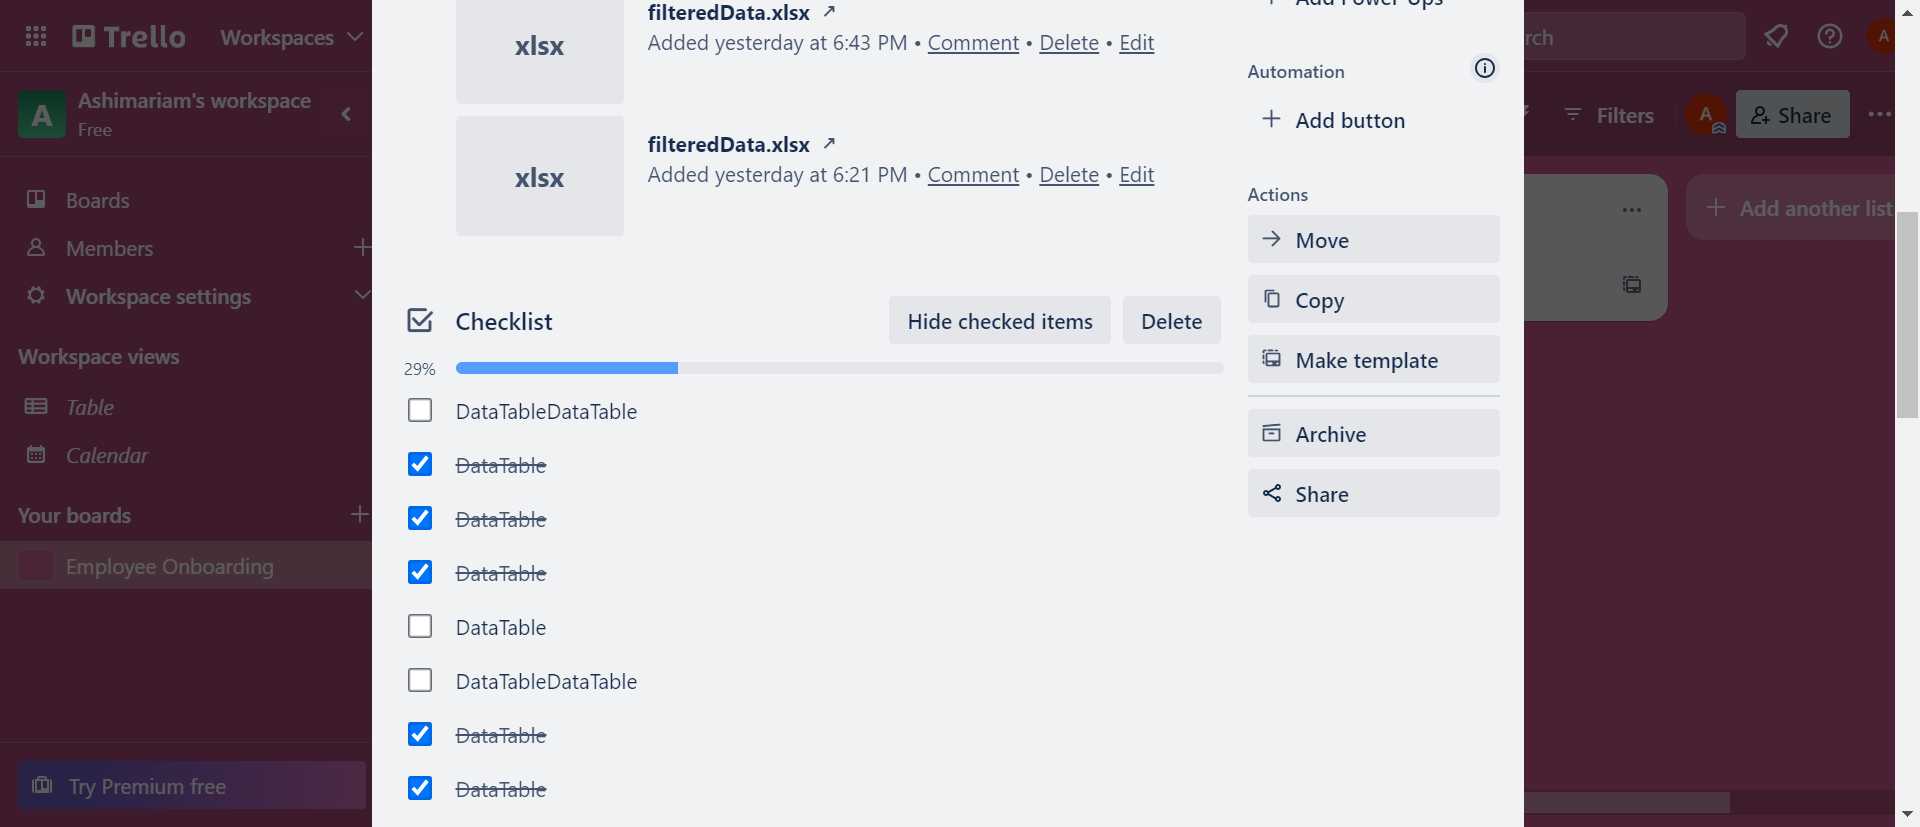 Trello
Workspaces
rch
A
Ashimariam's workspace
A
Free
Boards
Members
Workspace settings
Workspace views
Table
Calendar
Your boards
Employee Onboarding
Try Premium free
filteredData.xlsx
xlsx
Added yesterday at 6:43 PM • Comment • Delete • Edit
filteredData.xlsx
xlsx
Added yesterday at 6:21 PM • Comment • Delete • Edit
Checklist
Hide checked items
Delete
29%
DataTableDataTable
DataTable
DataTable
DataTable
DataTable
DataTableDataTable
DataTable
DataTable
Add Power-Ups
Automation
Add button
Actions
Move
Copy
Make template
Archive
Share
Filters
A
Share
Add another list